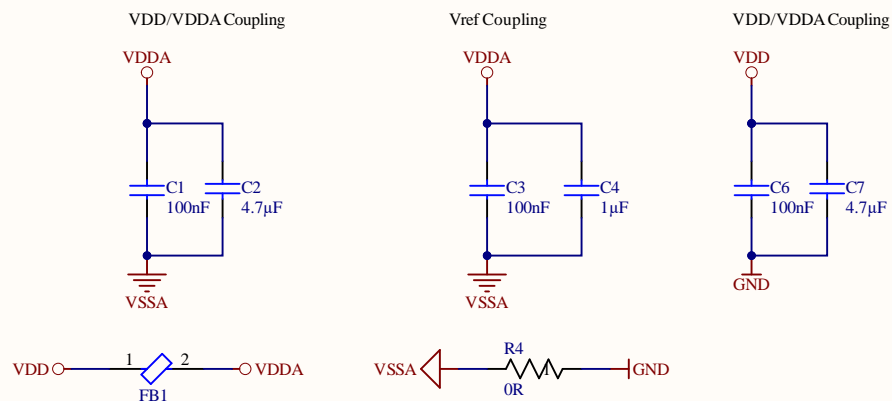 VDD/VDDA Coupling
Vref Coupling
VDD/VDDA Coupling
VDDA
VDDA
VDD
C1
100nF
C2
4.7µF
C3
100nF
C4
1µF
C6
100nF
C7
4.7µF
VSSA
VSSA
GND
VDD
1
2
VDDA
FB1
VSSA
R4
1
0R
GND